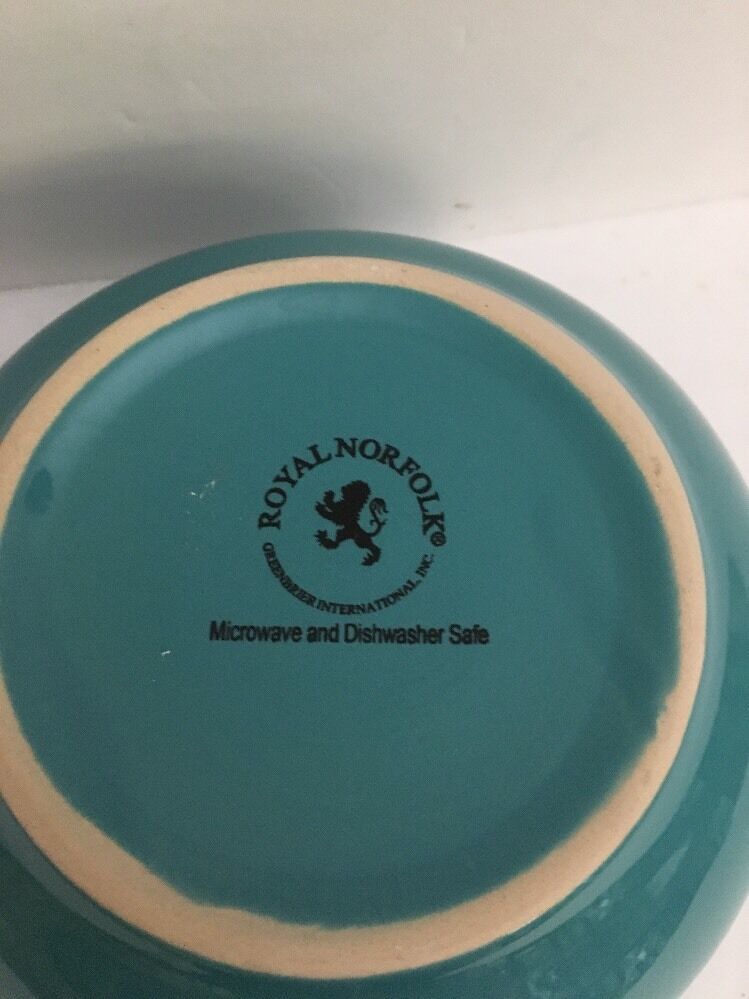 ROYAL NORFOLK®
GREENBRIER INTERNATIONAL, INC.
Microwave and Dishwasher Safe